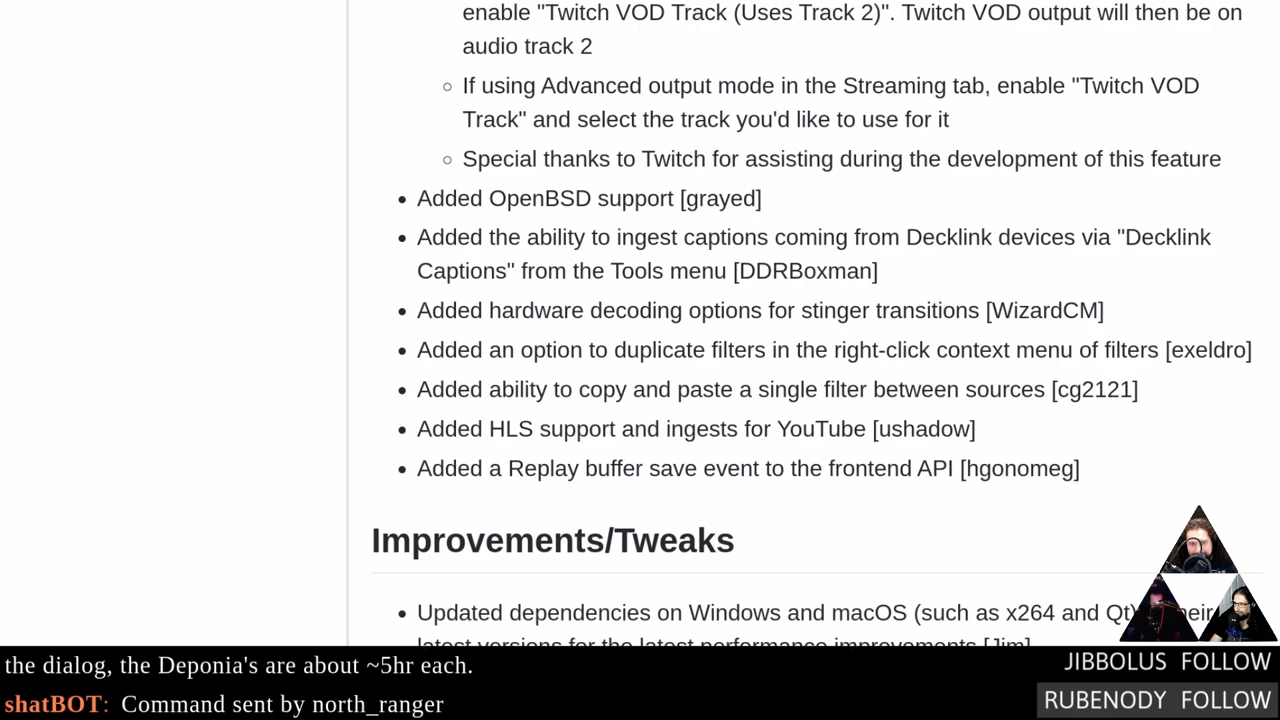 enable "Twitch VOD Track (Uses Track 2)". Twitch VOD output will then be on
audio track 2
If using Advanced output mode in the Streaming tab, enable "Twitch VOD
Track" and select the track you'd like to use for it
Special thanks to Twitch for assisting during the development of this feature
Added OpenBSD support [grayed]
Added the ability to ingest captions coming from Decklink devices via "Decklink
Captions" from the Tools menu [DDRBoxman]
Added hardware decoding options for stinger transitions [WizardCM]
Added an option to duplicate filters in the right-click context menu of filters [exeldro]
Added ability to copy and paste a single filter between sources [cg2121]
Added HLS support and ingests for YouTube [ushadow]
Added a Replay buffer save event to the frontend API [hgonomeg]
Improvements/Tweaks
Updated dependencies on Windows and macOS (such as x264 and Qt)
latest versions for the latest performance improvements [Jim]
the dialog, the Deponia's are about ~5hr each.
shatBOT: Command sent by north_ranger
JIBBOLUS FOLLOW
RUBENODY FOLLOW